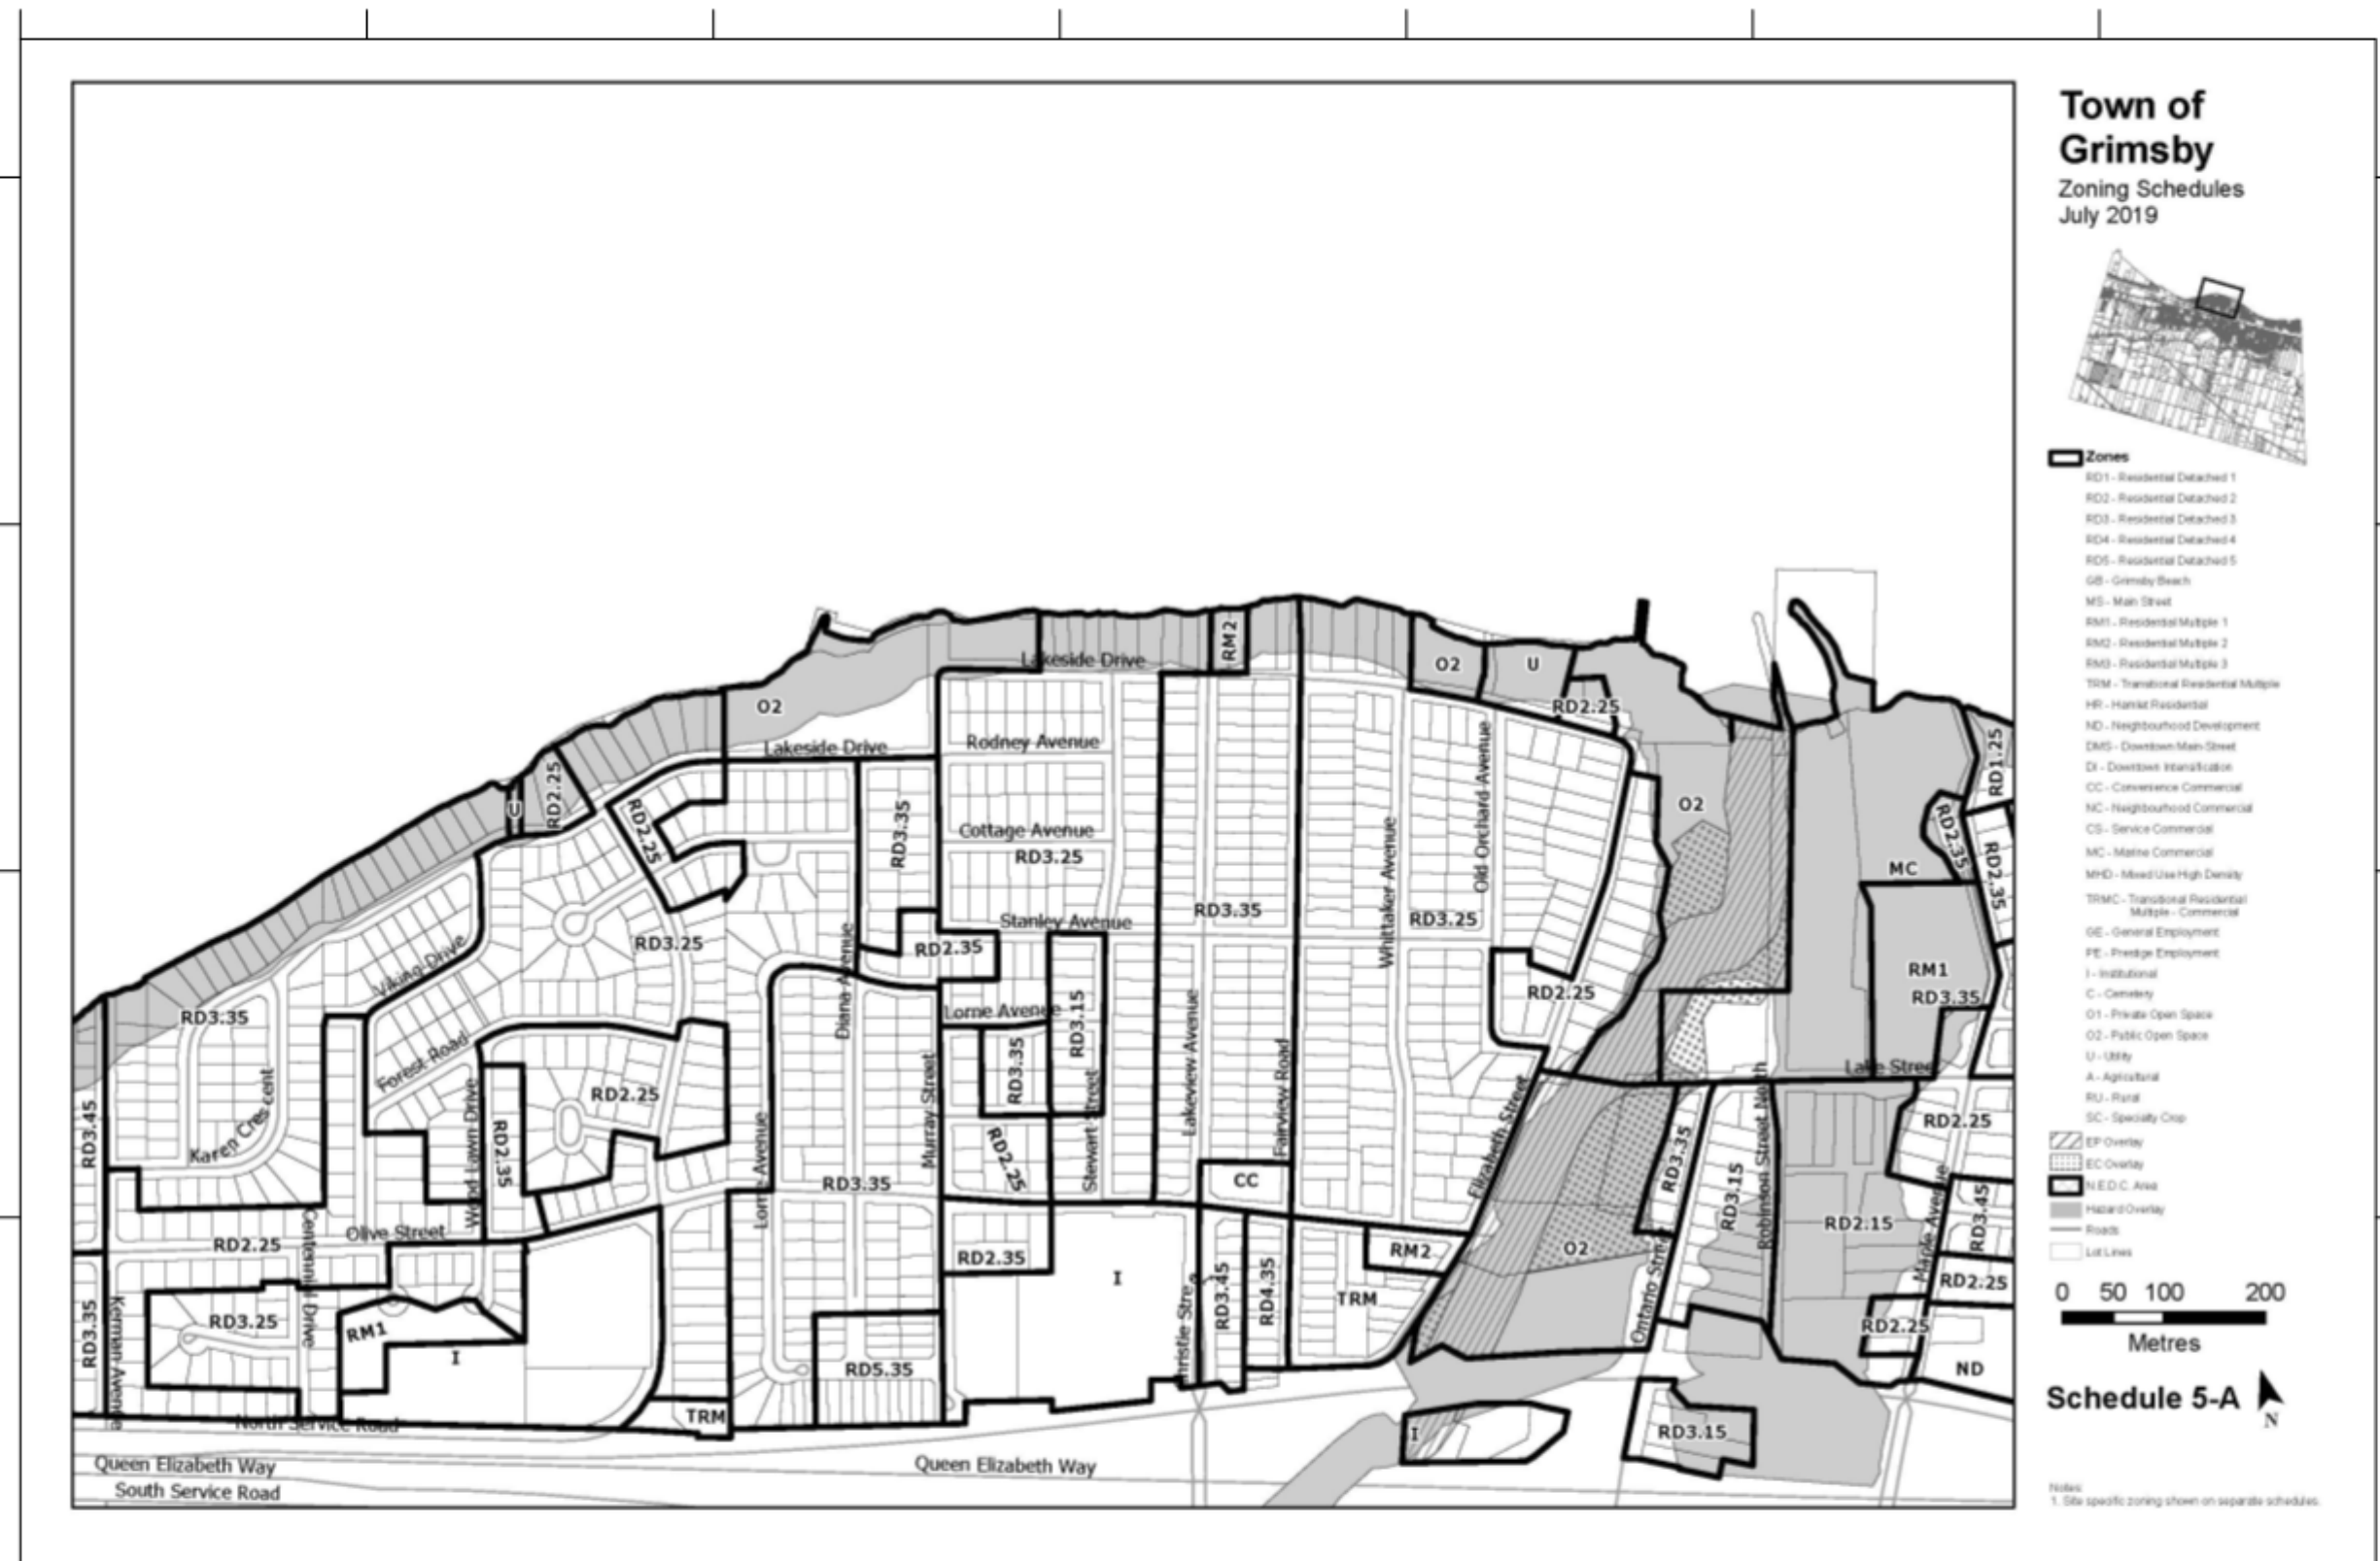 Town of
Grimsby
Zoning Schedules
July 2019
Zones
RD1 - Residential Detached 1
RD2 - Residential Detached 2
RD3 - Residential Detached 3
RD4 - Residential Detached 4
RD5 - Residential Detached 5
GB - Grimsby Beach
MS - Main Street
RM1 - Residential Multiple 1
RM2 - Residential Multiple 2
RM3 - Residential Multiple 3
TRM - Transitional Residential Multiple
HR - Hamlet Residential
ND - Neighbourhood Development
DMS - Downtown Main-Street
DI - Downtown Intensification
CC - Convenience Commercial
NC - Neighbourhood Commercial
CS - Service Commercial
MC - Marine Commercial
MHD - Mixed Use High Density
TRMC - Transitional Residential
Multiple - Commercial
GE - General Employment
PE - Prestige Employment
I - Institutional
C - Cemetery
O1 - Private Open Space
O2 - Public Open Space
U - Utility
A - Agricultural
RU - Rural
SC - Specialty Crop
EP Overlay
EC Overlay
N.E.D.C. Area
Hazard Overlay
Roads
Lot Lines
0 50 100 200
Metres
Schedule 5-A
N
Notes:
1. Site specific zoning shown on separate schedules.
RM2
Lakeside Drive
O2
U
O2
RD2.25
Lakeside Drive
Rodney Avenue
Old Orchard Avenue
RD1.25
U
RD2.25
RD2.25
RD3.35
Cottage Avenue
RD3.25
O2
RD2.35
MC
RD2.35
Whittaker Avenue
RD3.35
RD3.25
Stanley Avenue
RD3.25
RD2.35
Viking Drive
Diana Avenue
RM1
RD3.35
RD2.25
RD3.35
Lorne Avenue
RD3.15
RD3.35
Forest Road
Lakeview Avenue
Fairview Road
Murray Street
Lake Street
RD2.25
RD2.25
RD3.45
Karen Crescent
Wood Lawn Drive
RD2.35
Lorne Avenue
RD2.25
Stewart Street
Elizabeth Street
RD3.35
RD3.15
Robinson Street North
CC
RD3.35
RD2.15
Maple Avenue
RD3.45
Olive Street
RD2.25
Centennial Drive
RD2.35
RM2
O2
I
RD2.25
RD3.45
RD4.35
TRM
Ontario Street
RD2.25
RD3.35
Kerman Avenue
RD3.25
RM1
I
RD5.35
ND
TRM
North Service Road
I
RD3.15
Queen Elizabeth Way
Queen Elizabeth Way
South Service Road